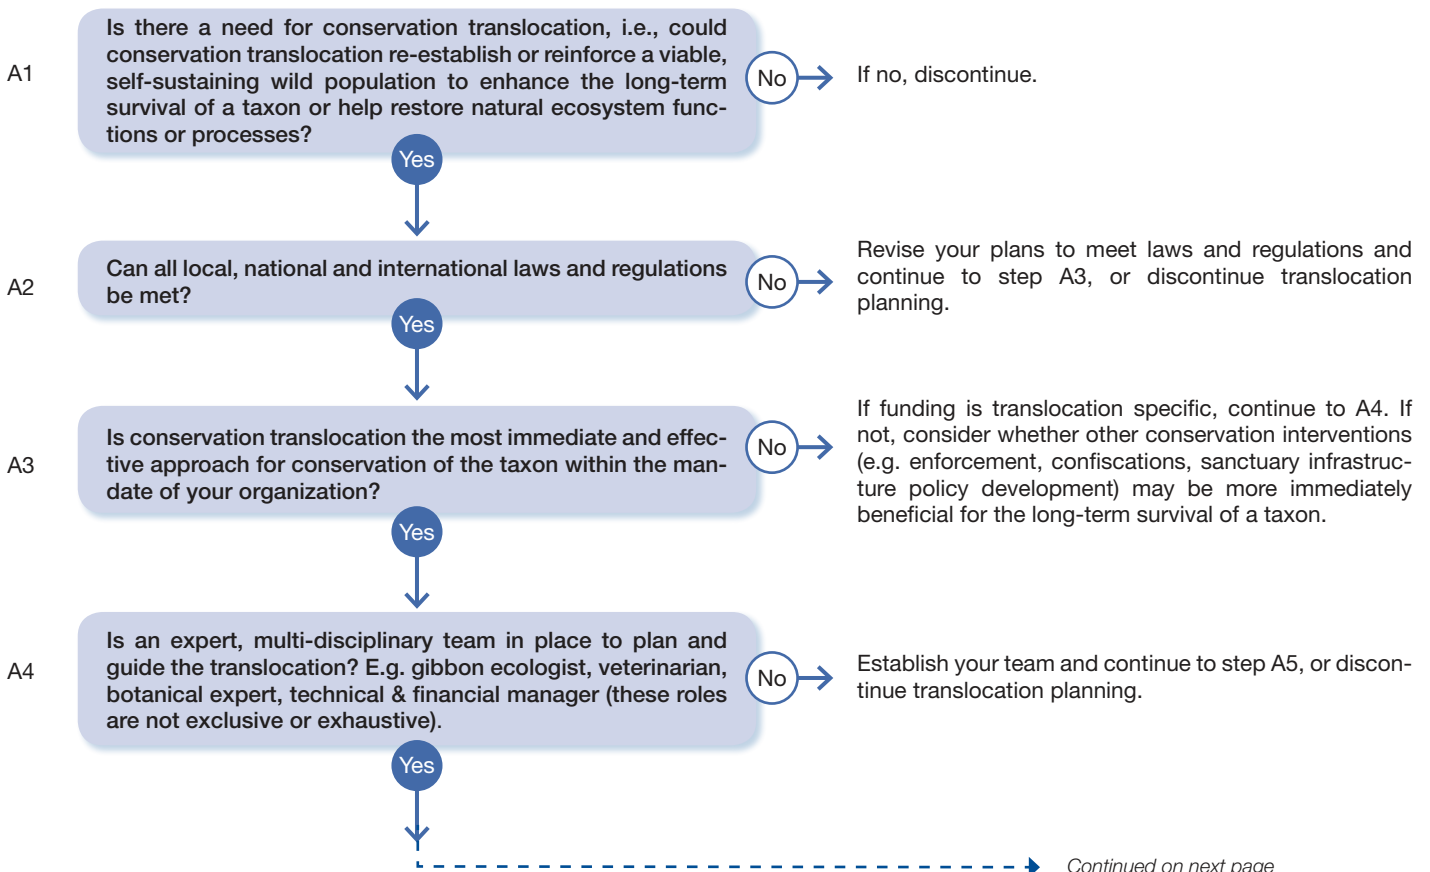 A1
Is there a need for conservation translocation, i.e., could
conservation translocation re-establish or reinforce a viable,
self-sustaining wild population to enhance the long-term
survival of a taxon or help restore natural ecosystem func-
tions or processes?
No
If no, discontinue.
Yes
A2
Can all local, national and international laws and regulations
be met?
No
Revise your plans to meet laws and regulations and
continue to step A3, or discontinue translocation
planning.
Yes
A3
Is conservation translocation the most immediate and effec-
tive approach for conservation of the taxon within the man-
date of your organization?
No
If funding is translocation specific, continue to A4. If
not, consider whether other conservation interventions
(e.g. enforcement, confiscations, sanctuary infrastruc-
ture policy development) may be more immediately
beneficial for the long-term survival of a taxon.
Yes
A4
Is an expert, multi-disciplinary team in place to plan and
guide the translocation? E.g. gibbon ecologist, veterinarian,
botanical expert, technical & financial manager (these roles
are not exclusive or exhaustive).
No
Establish your team and continue to step A5, or discon-
tinue translocation planning.
Yes
Continued on next page